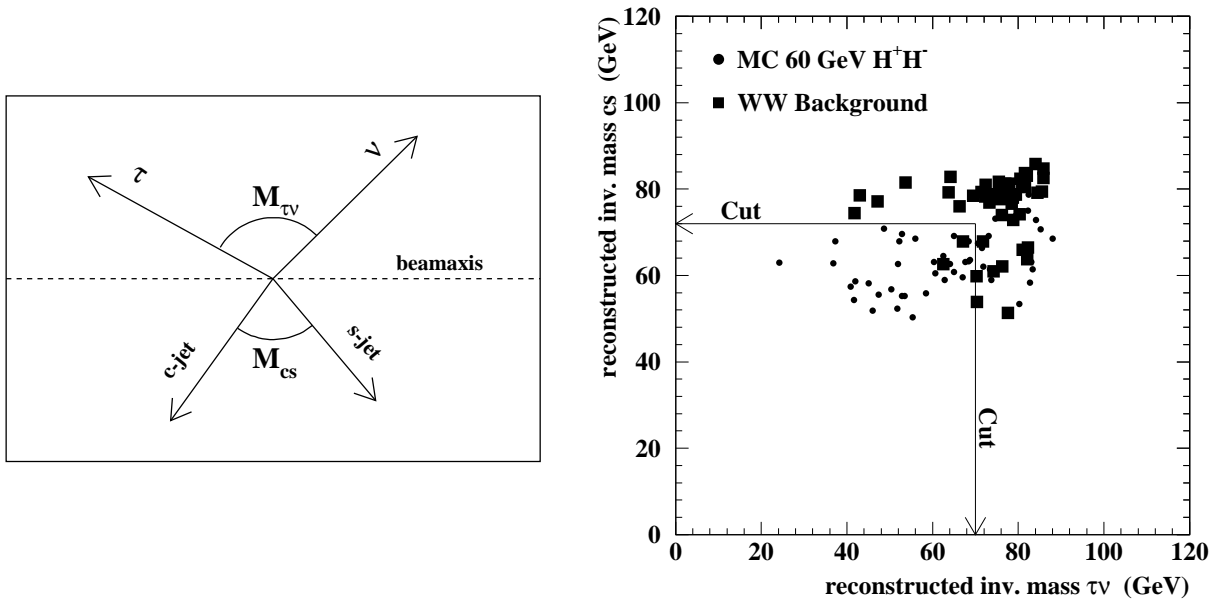 τ
ν
M_τν
beamaxis
c-jet
s-jet
M_cs
reconstructed inv. mass cs (GeV)
120
100
80
60
40
20
0
MC 60 GeV H⁺H⁻
WW Background
Cut
Cut
0 20 40 60 80 100 120
reconstructed inv. mass τν (GeV)